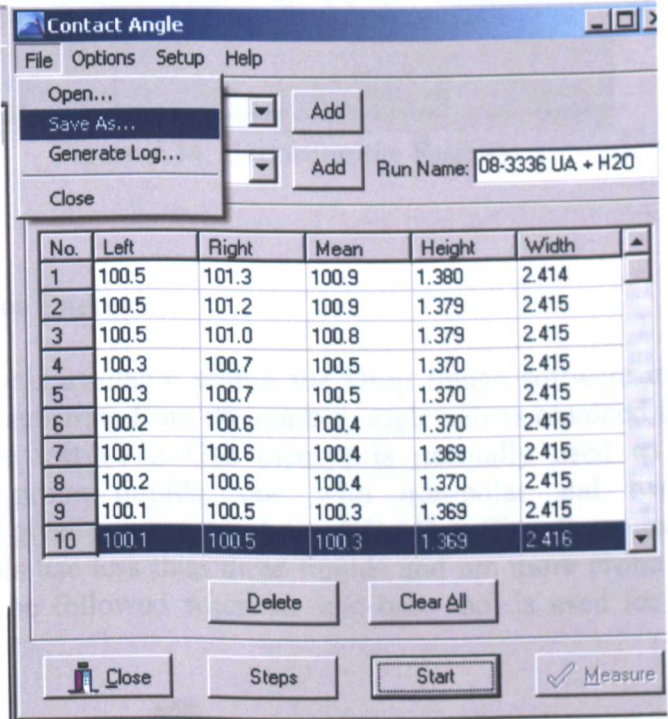 Contact Angle
File Options Setup Help
Open...
Save As...
Generate Log...
Close
Add
Add Run Name: 08-3336 UA + H2O
No. Left Right Mean Height Width
1 100.5 101.3 100.9 1.380 2.414
2 100.5 101.2 100.9 1.379 2.415
3 100.5 101.0 100.8 1.379 2.415
4 100.3 100.7 100.5 1.370 2.415
5 100.3 100.7 100.5 1.370 2.415
6 100.2 100.6 100.4 1.370 2.415
7 100.1 100.6 100.4 1.369 2.415
8 100.2 100.6 100.4 1.370 2.415
9 100.1 100.5 100.3 1.369 2.415
10 100.1 100.5 100.3 1.369 2.416
Delete Clear All
Close Steps Start Measure